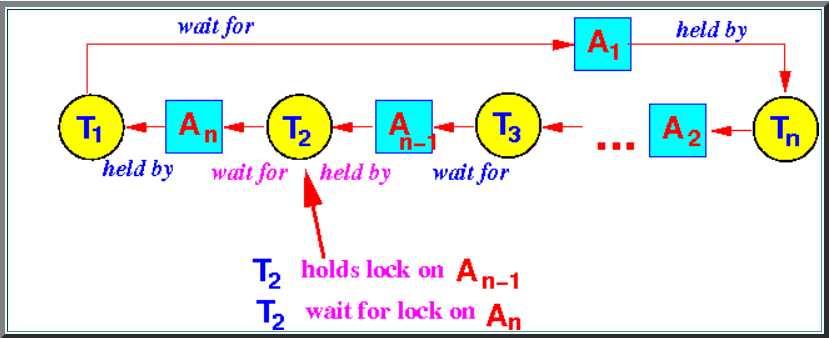 wait for
A1
held by
T1
An
T2
An-1
T3
...
A2
Tn
held by
wait for
held by
wait for
T2 holds lock on An-1
T2 wait for lock on An